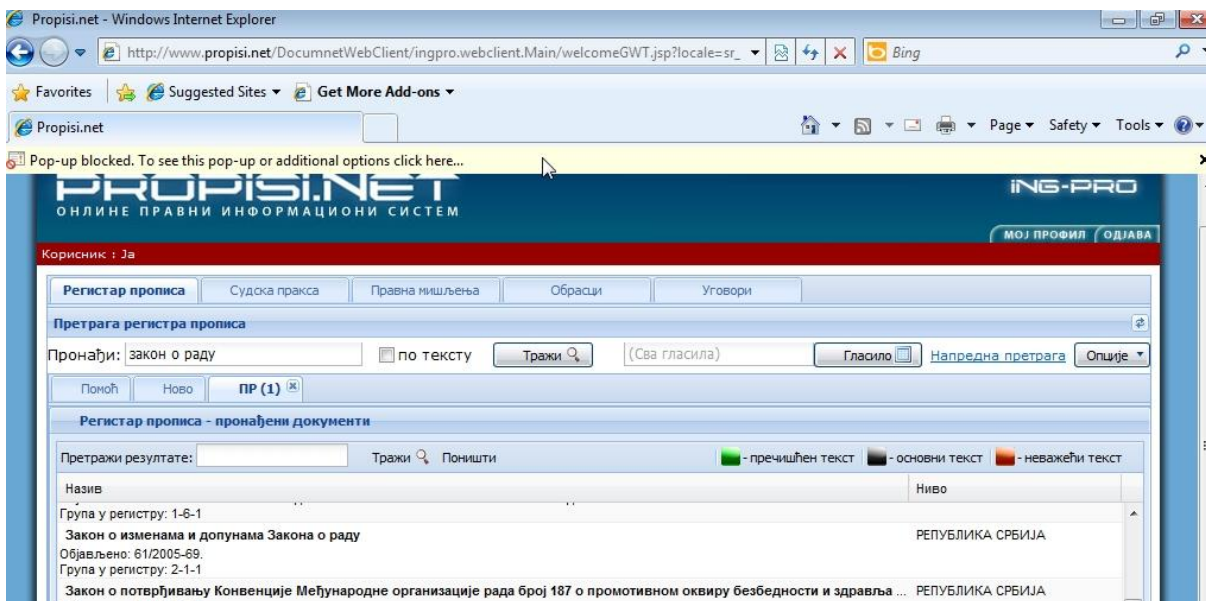 Propisi.net - Windows Internet Explorer
http://www.propisi.net/DocumnetWebClient/ingpro.webclient.Main/welcomeGWT.jsp?locale=sr_ Bing
Favorites Suggested Sites Get More Add-ons
Propisi.net Page Safety Tools
Pop-up blocked. To see this pop-up or additional options click here...
PROPISI.NET iNG-PRO
ОНЛИНЕ ПРАВНИ ИНФОРМАЦИОНИ СИСТЕМ
МОЈ ПРОФИЛ ОДЈАВА
Корисник : Ја
Регистар прописа Судска пракса Правна мишљења Обрасци Уговори
Претрага регистра прописа
Пронађи: закон о раду по тексту Тражи (Сва гласила) Гласило Напредна претрага Опције
Помоћ Ново ПР (1)
Регистар прописа - пронађени документи
Претражи резултате: Тражи Поништи - пречишћен текст - основни текст - неважећи текст
Назив Ниво
Група у регистру: 1-6-1
Закон о изменама и допунама Закона о раду РЕПУБЛИКА СРБИЈА
Објављено: 61/2005-69.
Група у регистру: 2-1-1
Закон о потврђивању Конвенције Међународне организације рада број 187 о промотивном оквиру безбедности и здравља ... РЕПУБЛИКА СРБИЈА